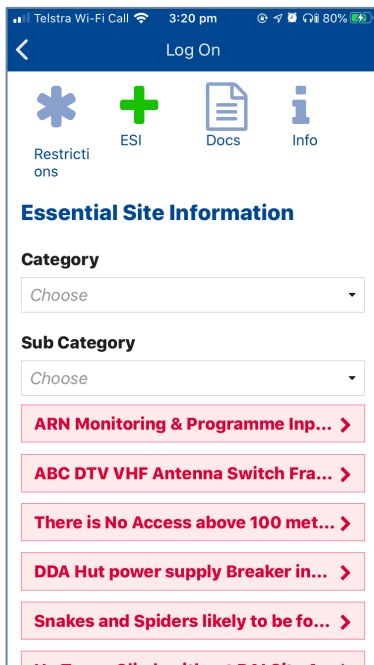 Telstra Wi-Fi Call 3:20 pm 80%
Log On
Restricti
ons
ESI
Docs
Info
Essential Site Information
Category
Choose
Sub Category
Choose
ARN Monitoring & Programme Inp...
ABC DTV VHF Antenna Switch Fra...
There is No Access above 100 met...
DDA Hut power supply Breaker in...
Snakes and Spiders likely to be fo...